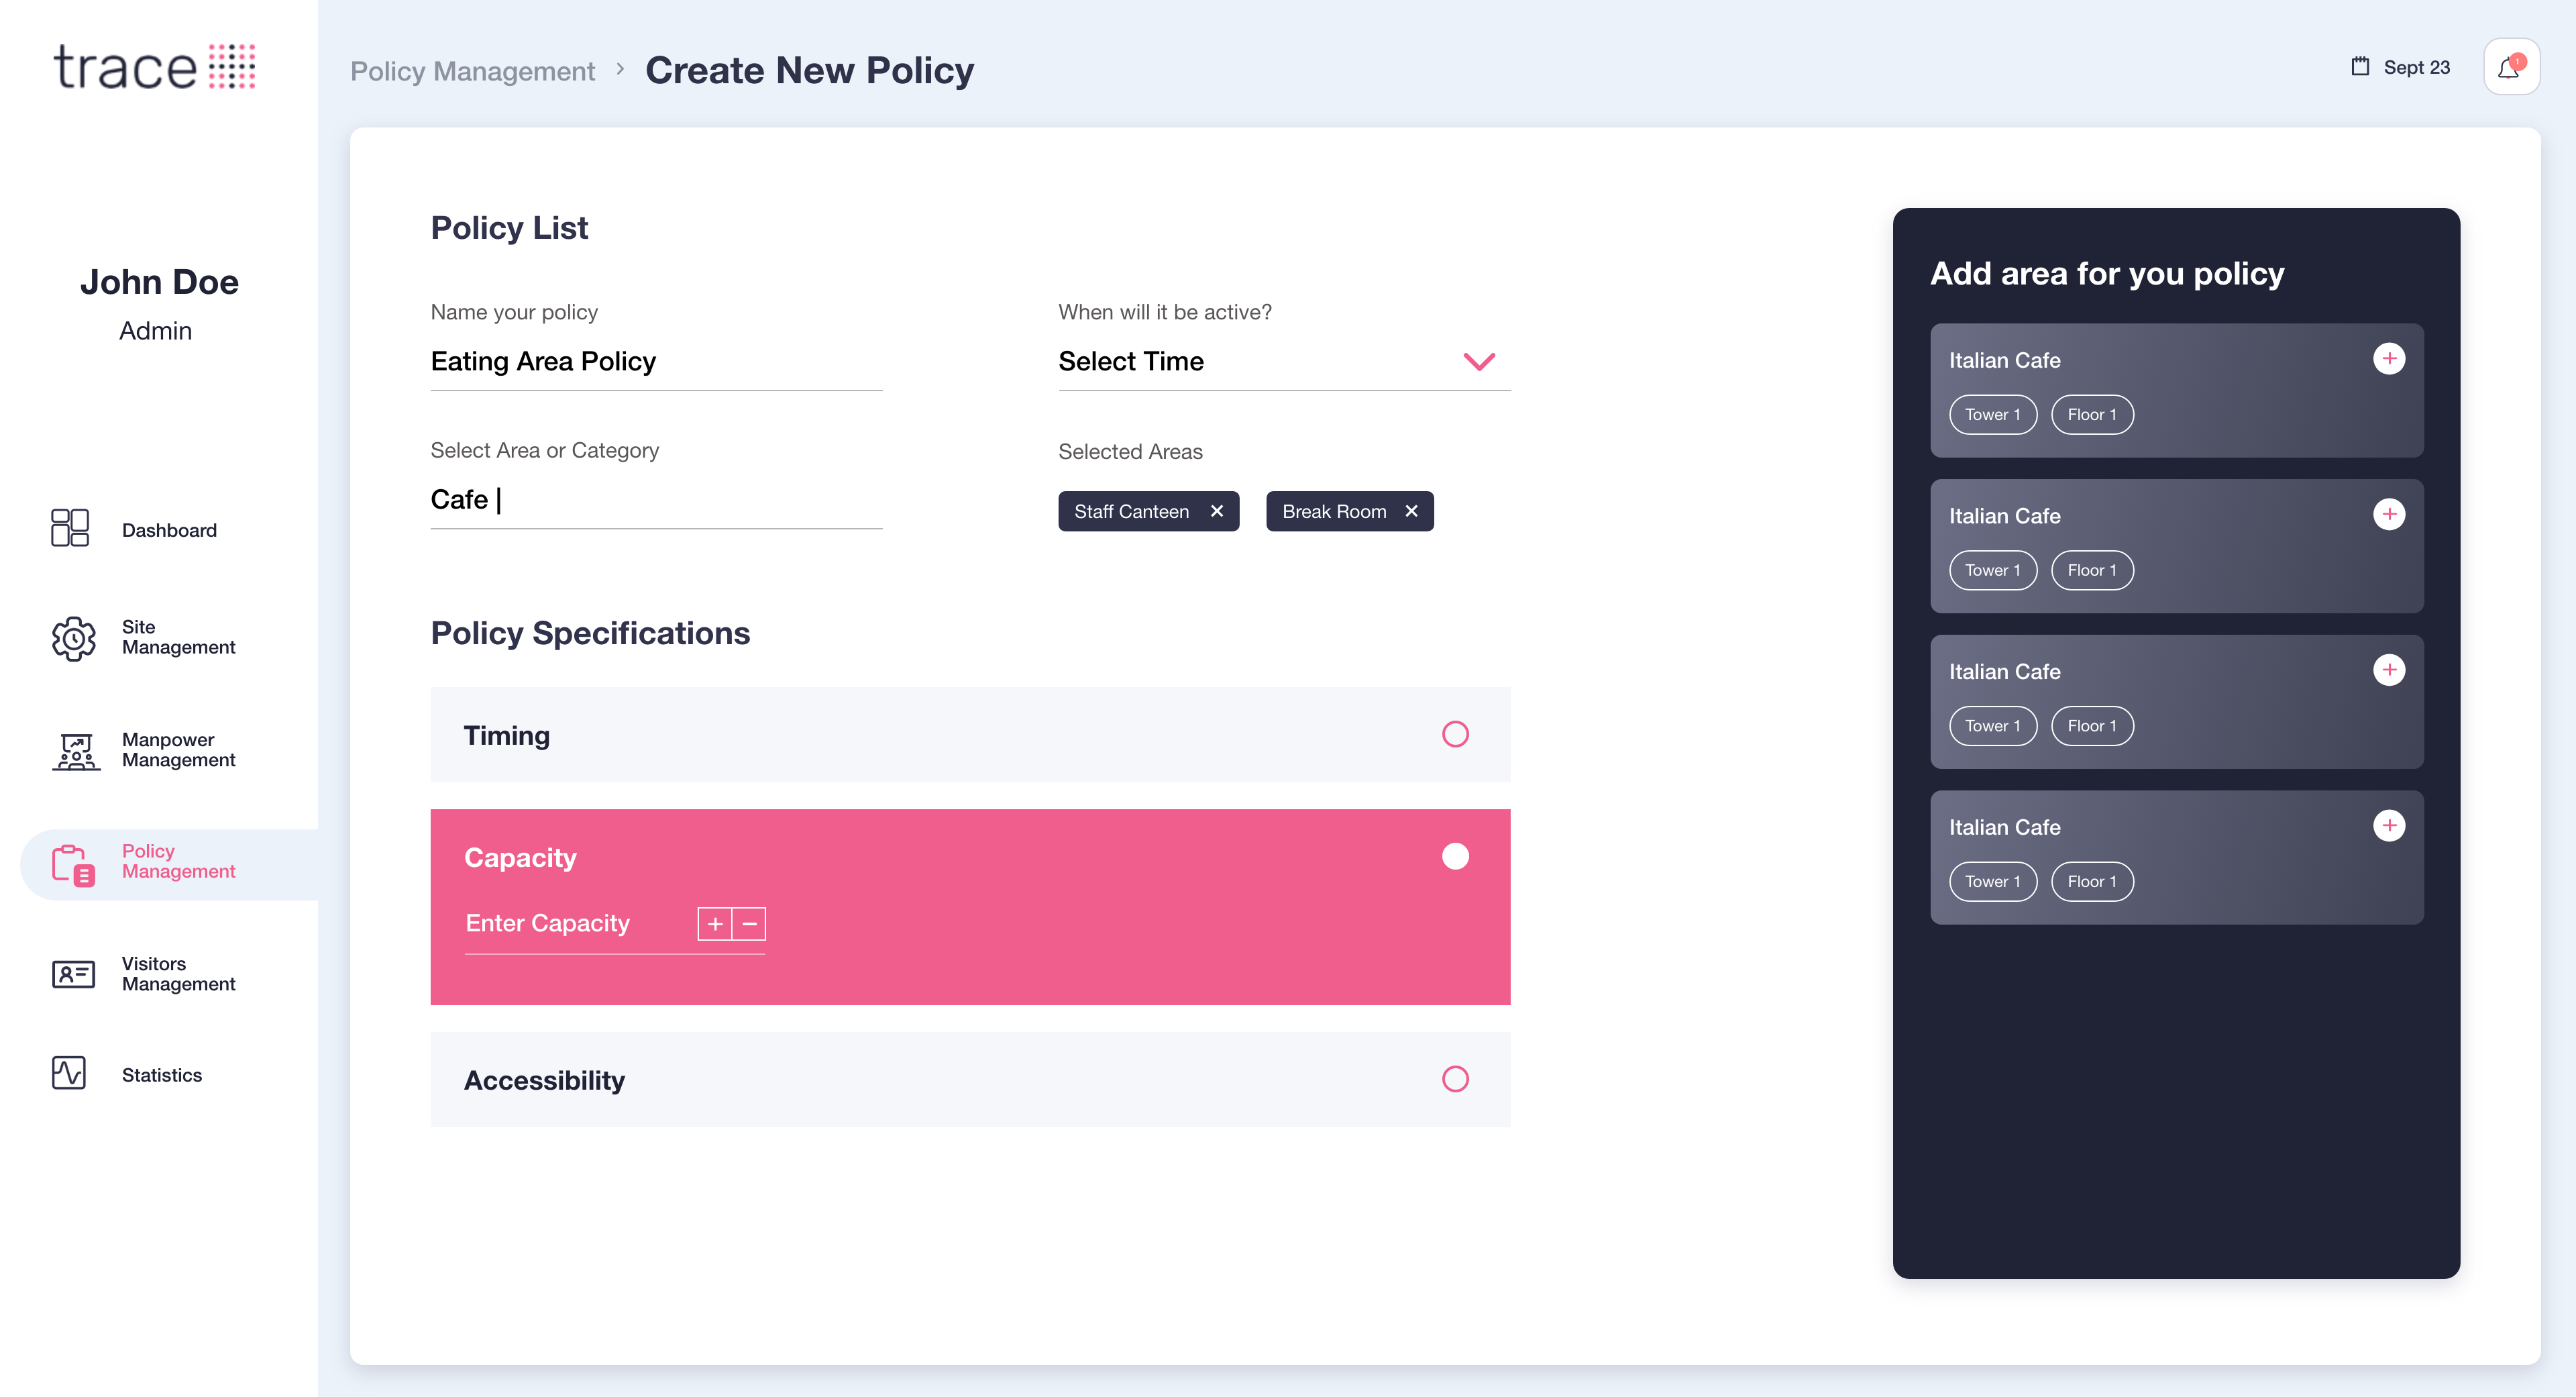 trace
John Doe
Admin
Dashboard
Site
Management
Manpower
Management
Policy
Management
Visitors
Management
Statistics
Policy Management > Create New Policy
Sept 23
1
Policy List
Name your policy
Eating Area Policy
When will it be active?
Select Time
Select Area or Category
Cafe |
Selected Areas
Staff Canteen ×
Break Room ×
Policy Specifications
Timing
Capacity
Enter Capacity + −
Accessibility
Add area for you policy
Italian Cafe +
Tower 1 Floor 1
Italian Cafe +
Tower 1 Floor 1
Italian Cafe +
Tower 1 Floor 1
Italian Cafe +
Tower 1 Floor 1